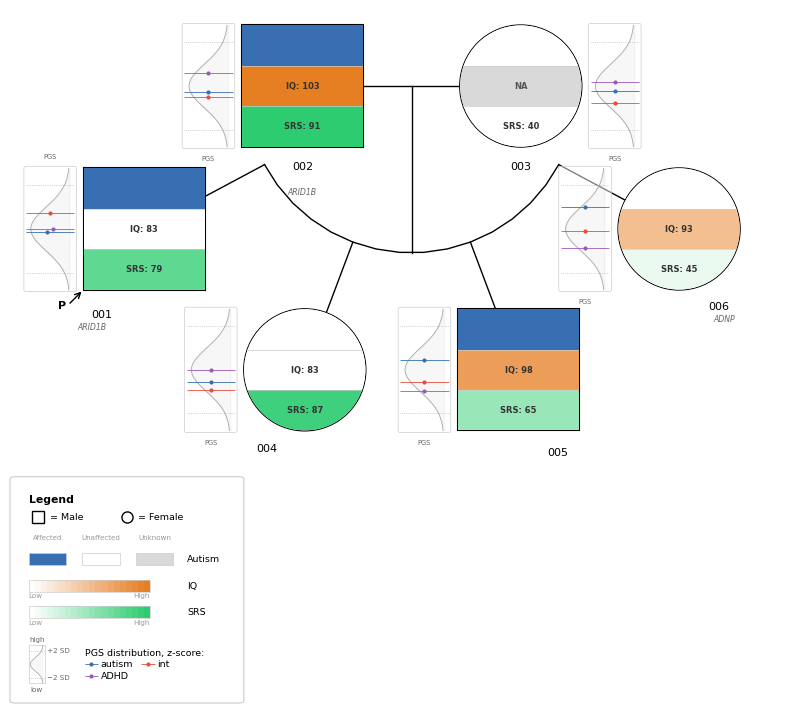 IQ: 103
SRS: 91
PGS
002
ARID1B
NA
SRS: 40
PGS
003
PGS
IQ: 83
SRS: 79
P
001
ARID1B
IQ: 93
SRS: 45
PGS
006
ADNP
IQ: 83
SRS: 87
PGS
004
IQ: 98
SRS: 65
PGS
005
Legend
= Male = Female
Affected Unaffected Unknown
Autism
IQ
Low High
SRS
Low High
high
+2 SD
−2 SD
low
PGS distribution, z-score:
autism int
ADHD